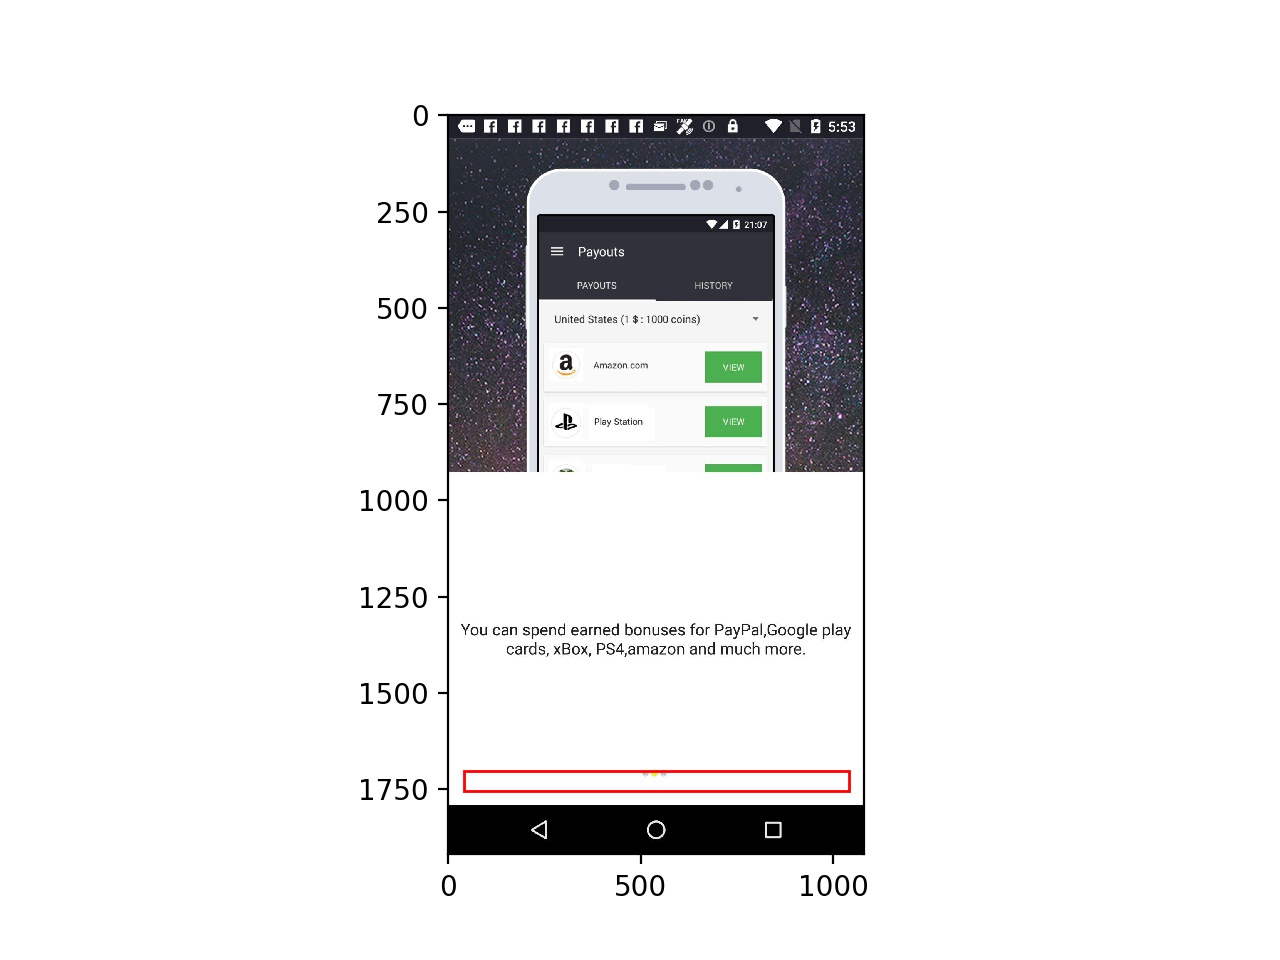 0
250
500
750
1000
1250
1500
1750
0
500
1000
5:53
21:07
Payouts
PAYOUTS HISTORY
United States (1 $ : 1000 coins)
Amazon.com VIEW
Play Station VIEW
You can spend earned bonuses for PayPal,Google play
cards, xBox, PS4,amazon and much more.